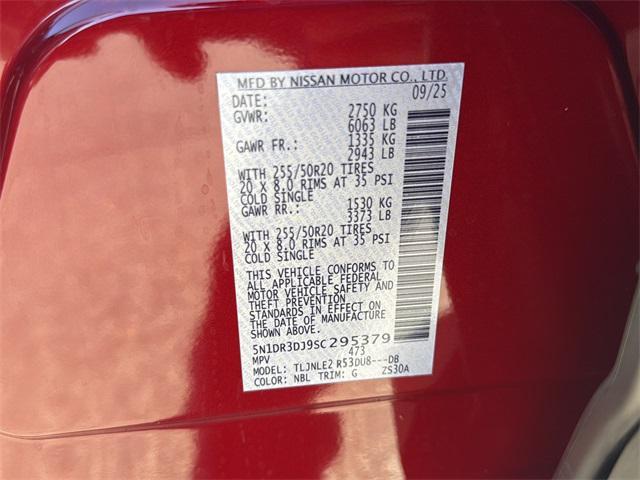 MFD BY NISSAN MOTOR CO., LTD.
DATE: 09/25
GVWR: 2750 KG
6063 LB
GAWR FR.: 1335 KG
2943 LB
WITH 255/50R20 TIRES
20 X 8.0 RIMS AT 35 PSI
COLD SINGLE
GAWR RR.: 1530 KG
3373 LB
WITH 255/50R20 TIRES
20 X 8.0 RIMS AT 35 PSI
COLD SINGLE
THIS VEHICLE CONFORMS TO
ALL APPLICABLE FEDERAL
MOTOR VEHICLE SAFETY AND
THEFT PREVENTION
STANDARDS IN EFFECT ON
THE DATE OF MANUFACTURE
SHOWN ABOVE.
5N1DR3DJ9SC295379
MPV 473
MODEL: TLJNLE2 R53DU8---DB
COLOR: NBL TRIM: G ZS30A